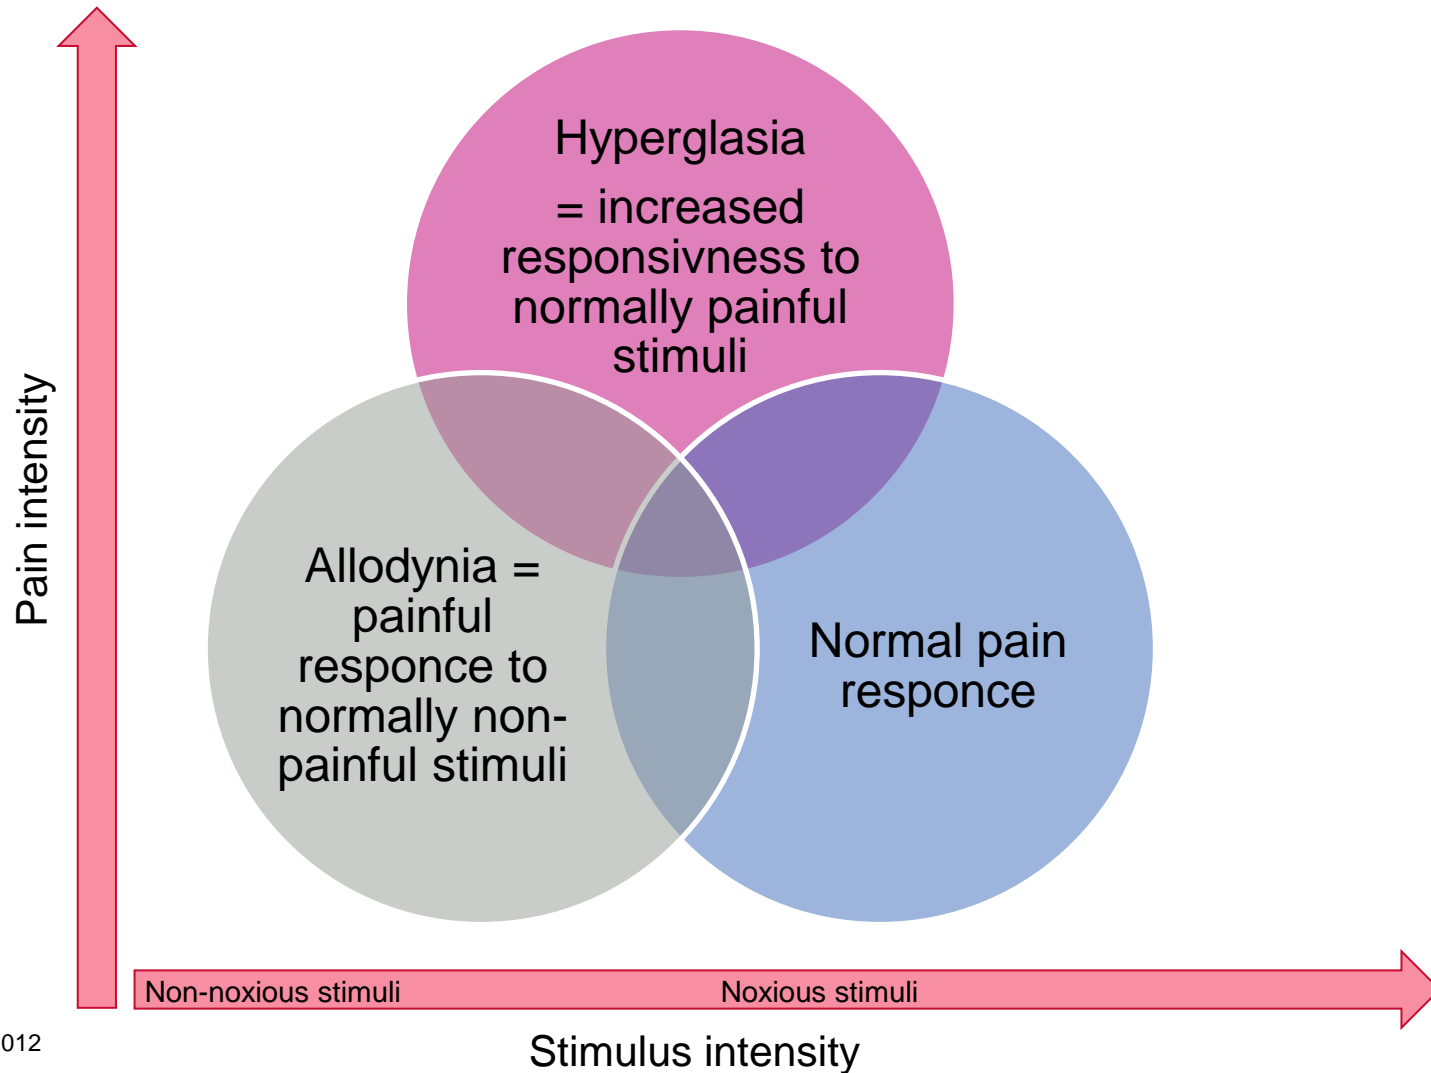 Hyperglasia
= increased
responsivness to
normally painful
stimuli
Pain intensity
Allodynia =
painful
responce to
normally non-
painful stimuli
Normal pain
responce
Non-noxious stimuli
Noxious stimuli
012
Stimulus intensity